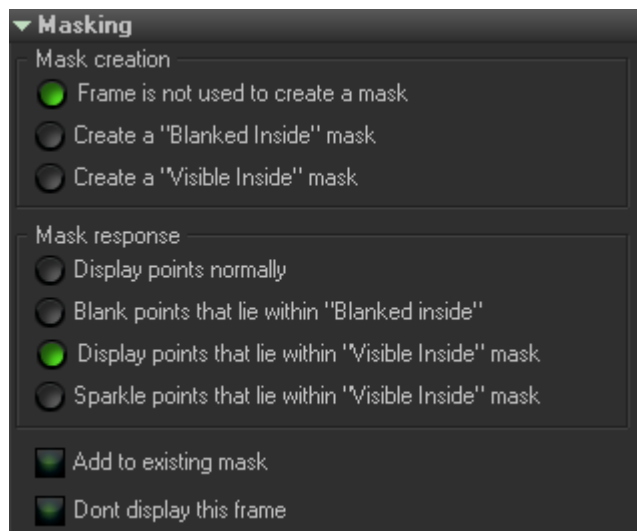 Masking
Mask creation
Frame is not used to create a mask
Create a "Blanked Inside" mask
Create a "Visible Inside" mask
Mask response
Display points normally
Blank points that lie within "Blanked inside"
Display points that lie within "Visible Inside" mask
Sparkle points that lie within "Visible Inside" mask
Add to existing mask
Dont display this frame